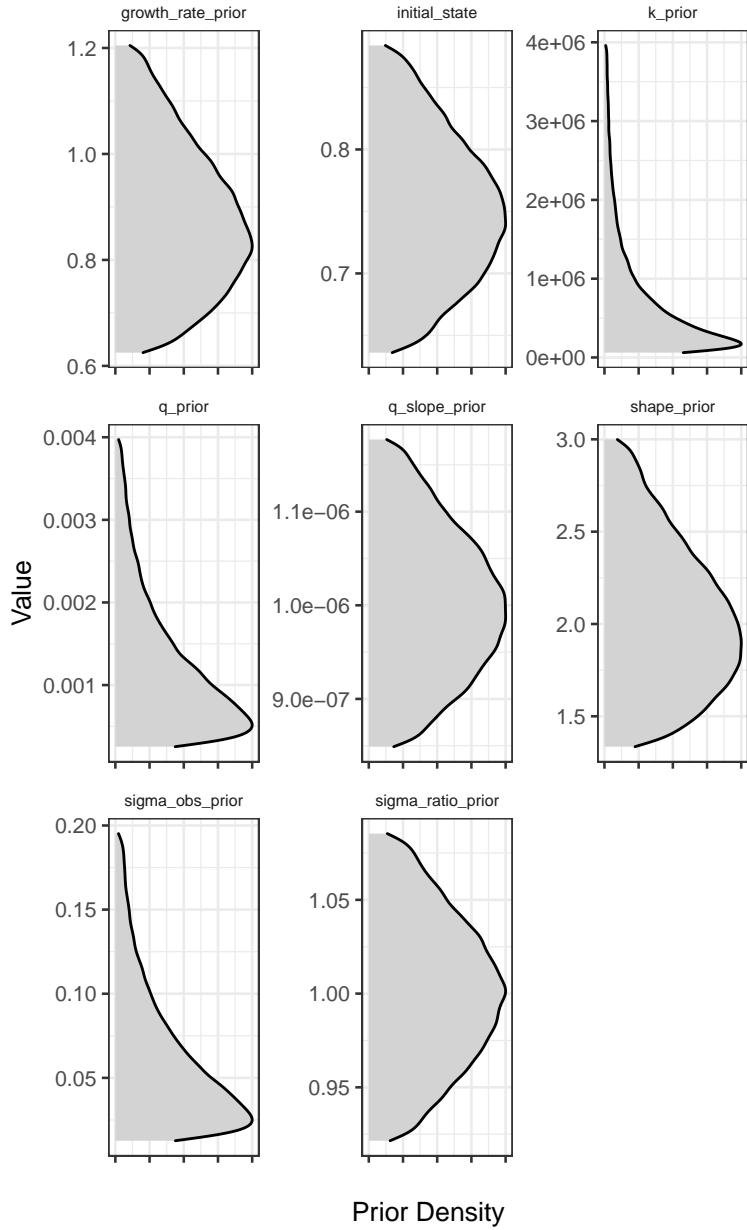 growth_rate_prior
initial_state
k_prior
1.2
1.0
0.8
0.6
0.8
0.7
4e+06
3e+06
2e+06
1e+06
0e+00
q_prior
q_slope_prior
shape_prior
0.004
0.003
0.002
0.001
1.1e−06
1.0e−06
9.0e−07
3.0
2.5
2.0
1.5
sigma_obs_prior
sigma_ratio_prior
0.20
0.15
0.10
0.05
1.05
1.00
0.95
Value
Prior Density